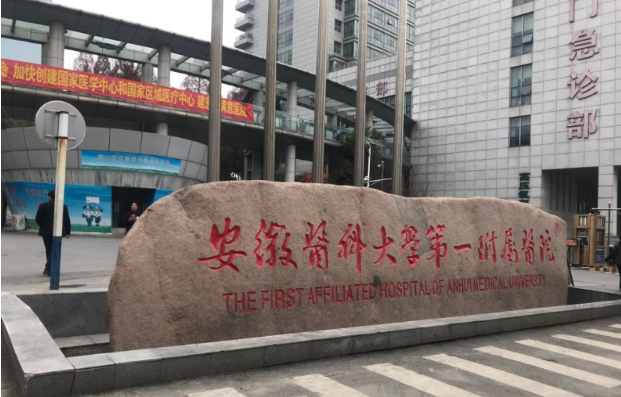 加快创建国家医学中心和国家区域医疗中心
门急诊部
部
安徽医科大学第一附属医院
THE FIRST AFFILIATED HOSPITAL OF ANHUI MEDICAL UNIVERSITY